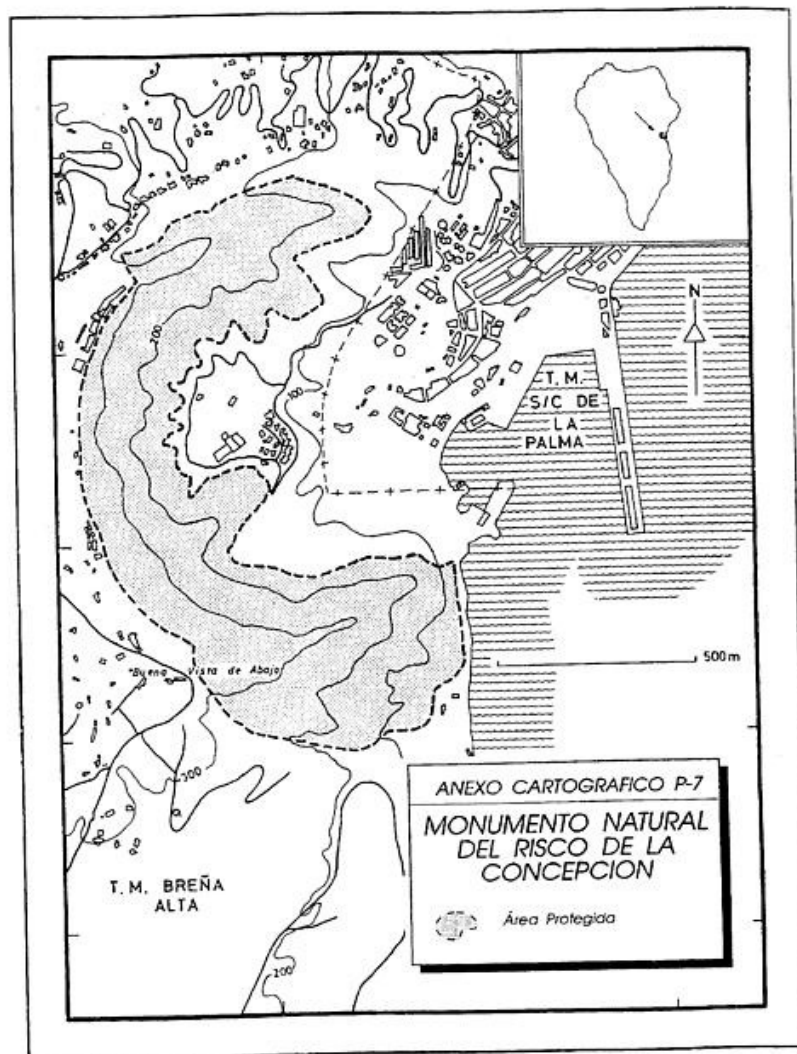 N
200
100
T. M.
S/C DE
LA
PALMA
500m
"Buena Vista de Abajo
300
T. M. BREÑA
ALTA
200
ANEXO CARTOGRAFICO P-7
MONUMENTO NATURAL
DEL RISCO DE LA
CONCEPCION
Área Protegida